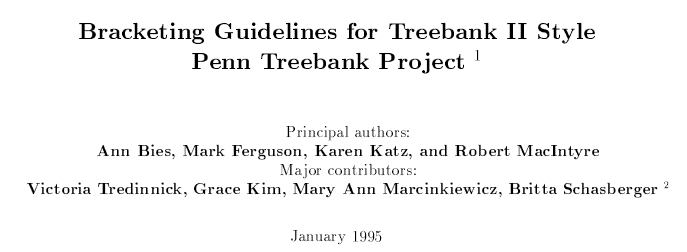 Bracketing Guidelines for Treebank II Style
Penn Treebank Project 1
Principal authors:
Ann Bies, Mark Ferguson, Karen Katz, and Robert MacIntyre
Major contributors:
Victoria Tredinnick, Grace Kim, Mary Ann Marcinkiewicz, Britta Schasberger 2
January 1995